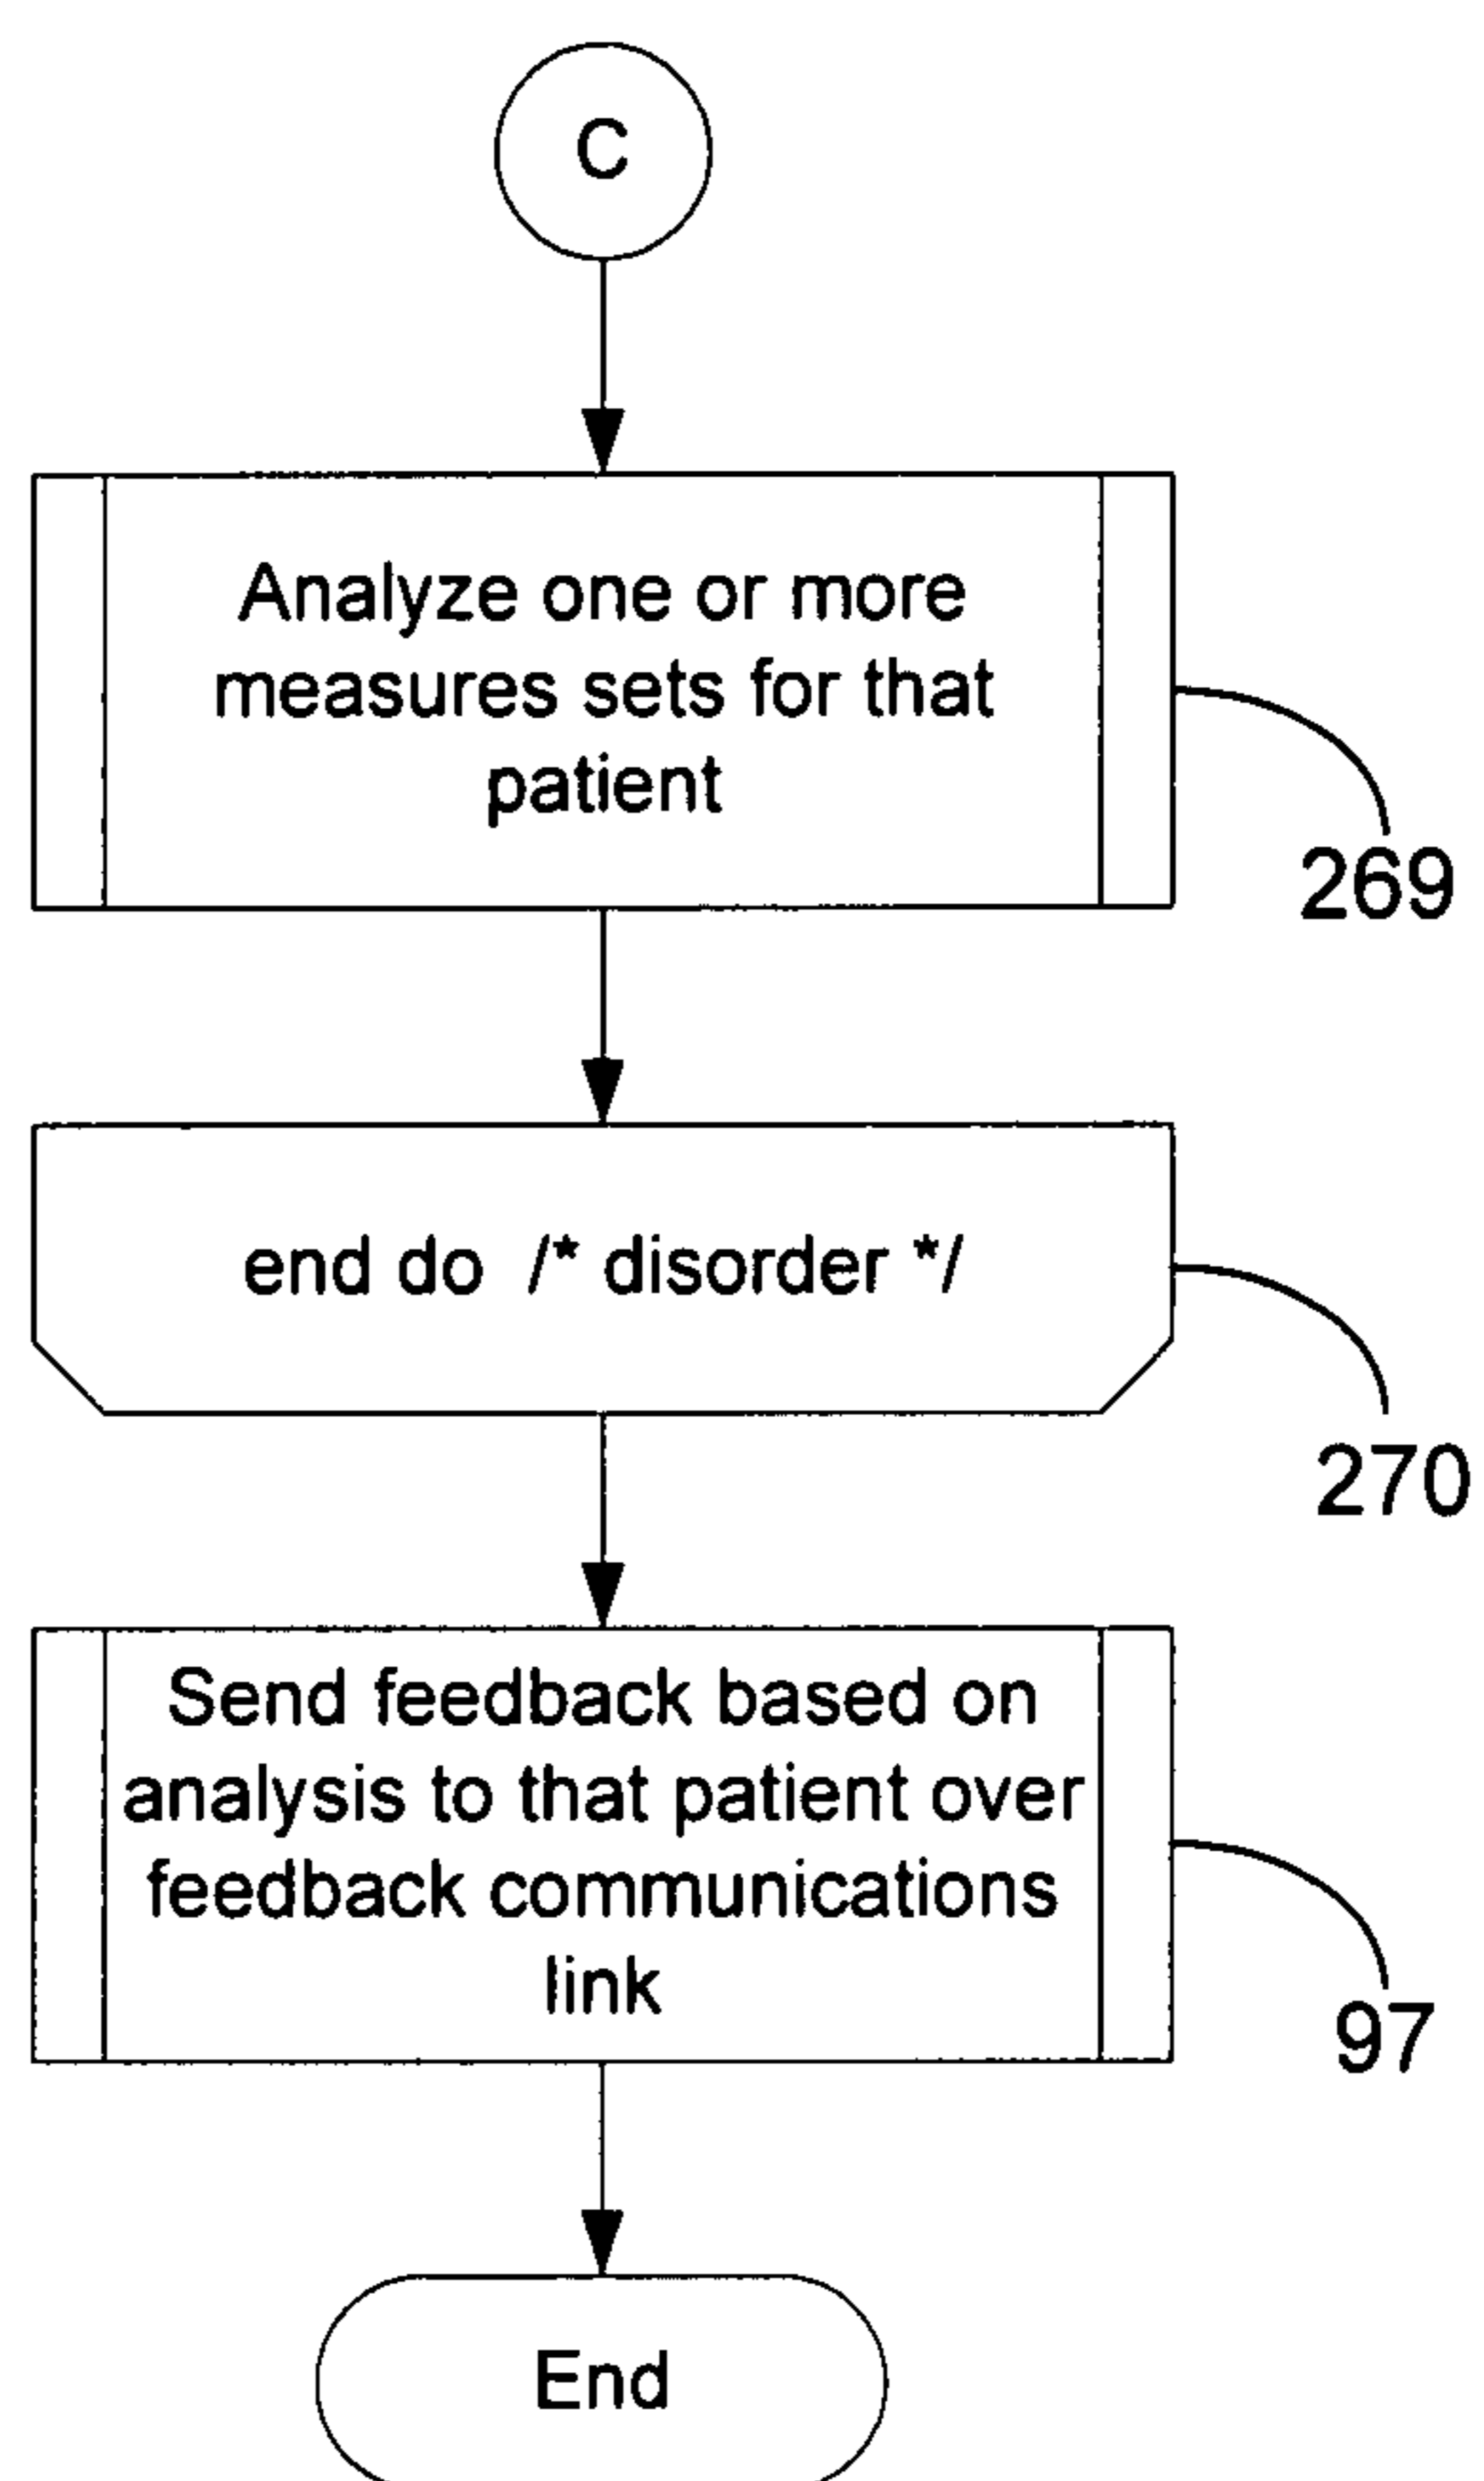 C
Analyze one or more
measures sets for that
patient
269
end do /* disorder */
270
Send feedback based on
analysis to that patient over
feedback communications
link
97
End